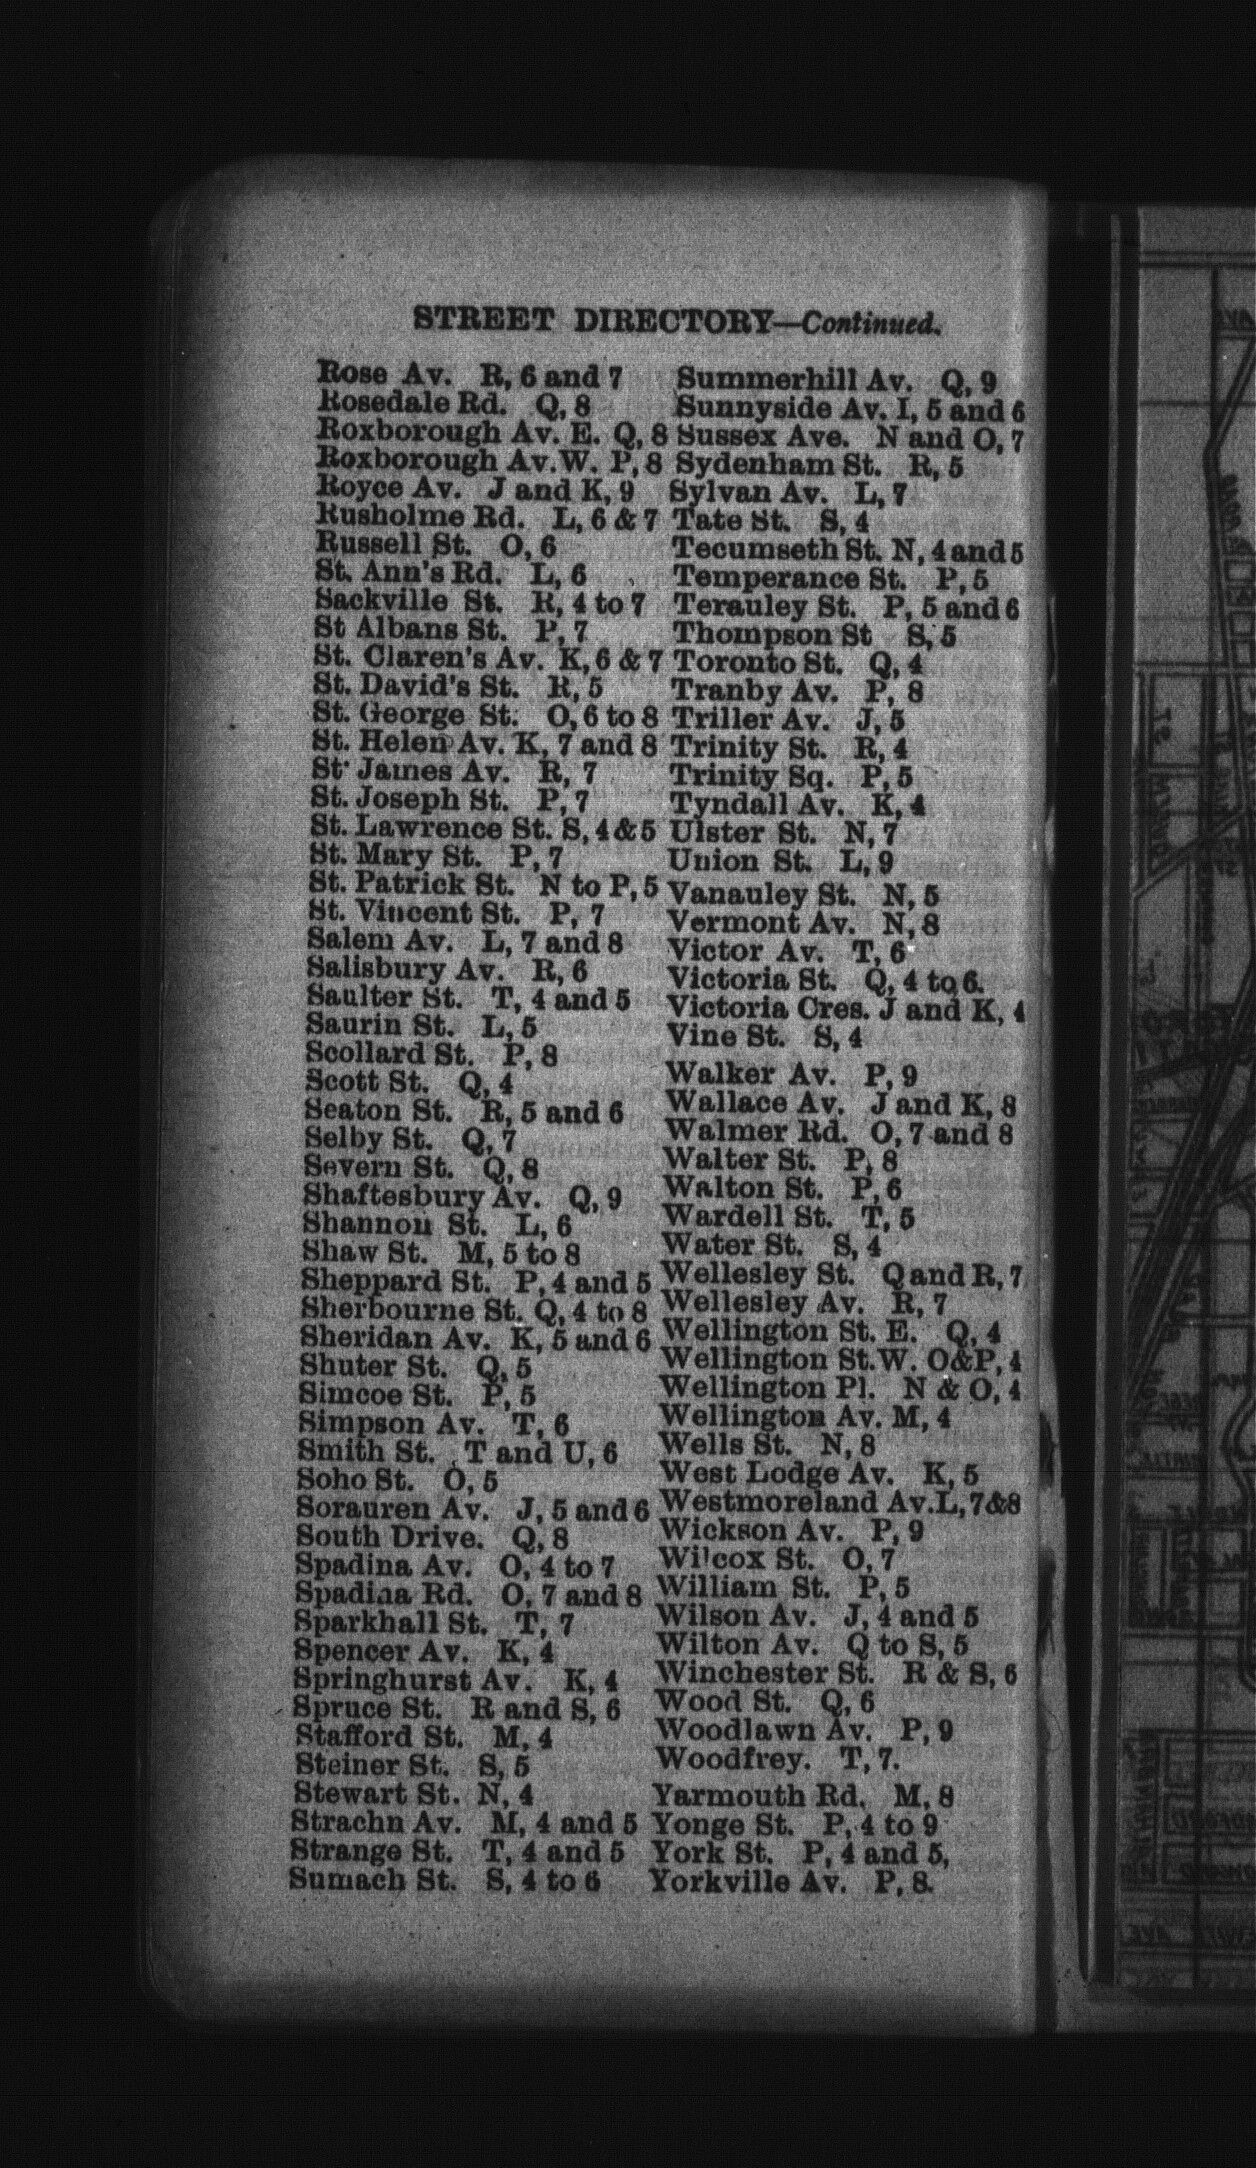 STREET DIRECTORY—Continued.
Rose Av. R, 6 and 7
Rosedale Rd. Q, 8
Roxborough Av. E. Q, 8
Roxborough Av. W. P, 8
Royce Av. J and K, 9
Rusholme Rd. L, 6 & 7
Russell St. O, 6
St. Ann's Rd. L, 6
Sackville St. R, 4 to 7
St Albans St. P, 7
St. Claren's Av. K, 6 & 7
St. David's St. R, 5
St. George St. O, 6 to 8
St. Helen Av. K, 7 and 8
St· James Av. R, 7
St. Joseph St. P, 7
St. Lawrence St. S, 4 & 5
St. Mary St. P, 7
St. Patrick St. N to P, 5
St. Vincent St. P, 7
Salem Av. L, 7 and 8
Salisbury Av. R, 6
Saulter St. T, 4 and 5
Saurin St. L, 5
Scollard St. P, 8
Scott St. Q, 4
Seaton St. R, 5 and 6
Selby St. Q, 7
Severn St. Q, 8
Shaftesbury Av. Q, 9
Shannon St. L, 6
Shaw St. M, 5 to 8
Sheppard St. P, 4 and 5
Sherbourne St. Q, 4 to 8
Sheridan Av. K, 5 and 6
Shuter St. Q, 5
Simcoe St. P, 5
Simpson Av. T, 6
Smith St. T and U, 6
Soho St. O, 5
Sorauren Av. J, 5 and 6
South Drive. Q, 8
Spadina Av. O, 4 to 7
Spadina Rd. O, 7 and 8
Sparkhall St. T, 7
Spencer Av. K, 4
Springhurst Av. K, 4
Spruce St. R and S, 6
Stafford St. M, 4
Steiner St. S, 5
Stewart St. N, 4
Strachn Av. M, 4 and 5
Strange St. T, 4 and 5
Sumach St. S, 4 to 6
Summerhill Av. Q, 9
Sunnyside Av. I, 5 and 6
Sussex Ave. N and O, 7
Sydenham St. R, 5
Sylvan Av. L, 7
Tate St. S, 4
Tecumseth St. N, 4 and 5
Temperance St. P, 5
Terauley St. P, 5 and 6
Thompson St S, 5
Toronto St. Q, 4
Tranby Av. P, 8
Triller Av. J, 5
Trinity St. R, 4
Trinity Sq. P, 5
Tyndall Av. K, 4
Ulster St. N, 7
Union St. L, 9
Vanauley St. N, 5
Vermont Av. N, 8
Victor Av. T, 6
Victoria St. Q, 4 to 6.
Victoria Cres. J and K, 4
Vine St. S, 4
Walker Av. P, 9
Wallace Av. J and K, 8
Walmer Rd. O, 7 and 8
Walter St. P, 8
Walton St. P, 6
Wardell St. T, 5
Water St. S, 4
Wellesley St. Q and R, 7
Wellesley Av. R, 7
Wellington St. E. Q, 4
Wellington St. W. O&P, 4
Wellington Pl. N & O, 4
Wellington Av. M, 4
Wells St. N, 8
West Lodge Av. K, 5
Westmoreland Av. L, 7&8
Wickson Av. P, 9
Wilcox St. O, 7
William St. P, 5
Wilson Av. J, 4 and 5
Wilton Av. Q to S, 5
Winchester St. R & S, 6
Wood St. Q, 6
Woodlawn Av. P, 9
Woodfrey. T, 7.
Yarmouth Rd. M, 8
Yonge St. P, 4 to 9
York St. P, 4 and 5,
Yorkville Av. P, 8.